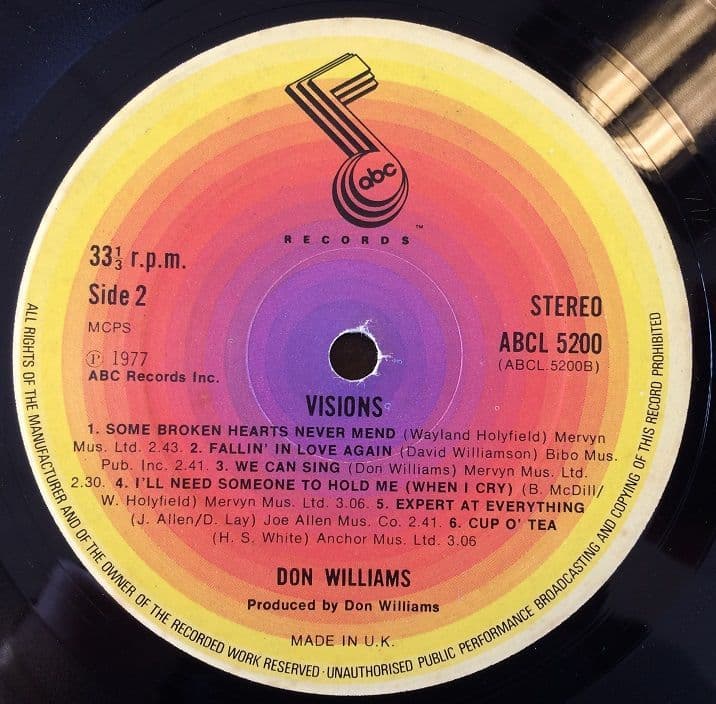 abc
™
RECORDS
33⅓ r.p.m.
Side 2
MCPS
Ⓟ 1977
ABC Records Inc.
STEREO
ABCL 5200
(ABCL.5200B)
VISIONS
1. SOME BROKEN HEARTS NEVER MEND (Wayland Holyfield) Mervyn
Mus. Ltd. 2.43. 2. FALLIN' IN LOVE AGAIN (David Williamson) Bibo Mus.
Pub. Inc. 2.41. 3. WE CAN SING (Don Williams) Mervyn Mus. Ltd.
2.30. 4. I'LL NEED SOMEONE TO HOLD ME (WHEN I CRY) (B. McDill/
W. Holyfield) Mervyn Mus. Ltd. 3.06. 5. EXPERT AT EVERYTHING
(J. Allen/D. Lay) Joe Allen Mus. Co. 2.41. 6. CUP O' TEA
(H. S. White) Anchor Mus. Ltd. 3.06
DON WILLIAMS
Produced by Don Williams
MADE IN U.K.
ALL RIGHTS OF THE MANUFACTURER AND OF THE OWNER OF THE RECORDED WORK RESERVED · UNAUTHORISED PUBLIC PERFORMANCE BROADCASTING AND COPYING OF THIS RECORD PROHIBITED